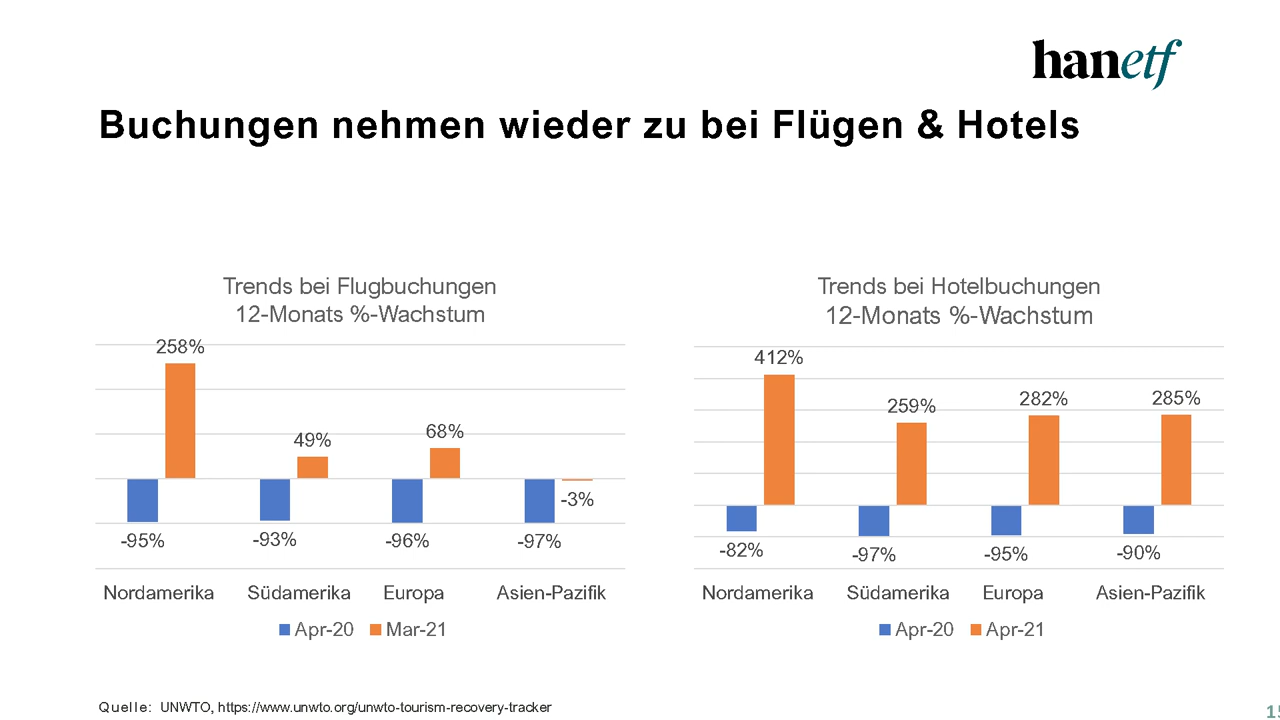 hanetf
Buchungen nehmen wieder zu bei Flügen & Hotels
Trends bei Flugbuchungen
12-Monats %-Wachstum
258%
49%
68%
-3%
-95%
-93%
-96%
-97%
Nordamerika Südamerika Europa Asien-Pazifik
Apr-20 Mar-21
Trends bei Hotelbuchungen
12-Monats %-Wachstum
412%
259%
282%
285%
-82%
-97%
-95%
-90%
Nordamerika Südamerika Europa Asien-Pazifik
Apr-20 Apr-21
Quelle: UNWTO, https://www.unwto.org/unwto-tourism-recovery-tracker